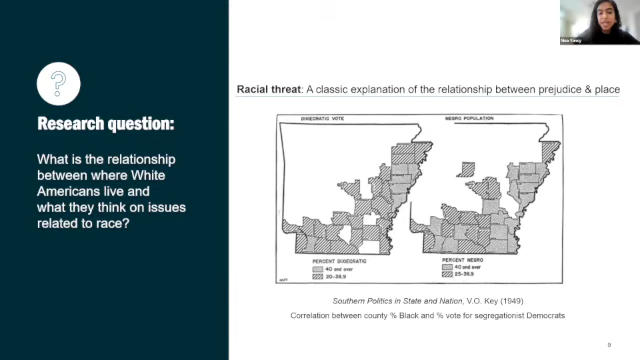 Research question:
What is the relationship
between where White
Americans live and
what they think on issues
related to race?
Racial threat: A classic explanation of the relationship between prejudice & place
DIXIECRATIC VOTE
NEGRO POPULATION
PERCENT DIXIECRATIC
40 and over
20-39.9
PERCENT NEGRO
40 and over
25-39.9
Southern Politics in State and Nation, V.O. Key (1949)
Correlation between county % Black and % vote for segregationist Democrats
9